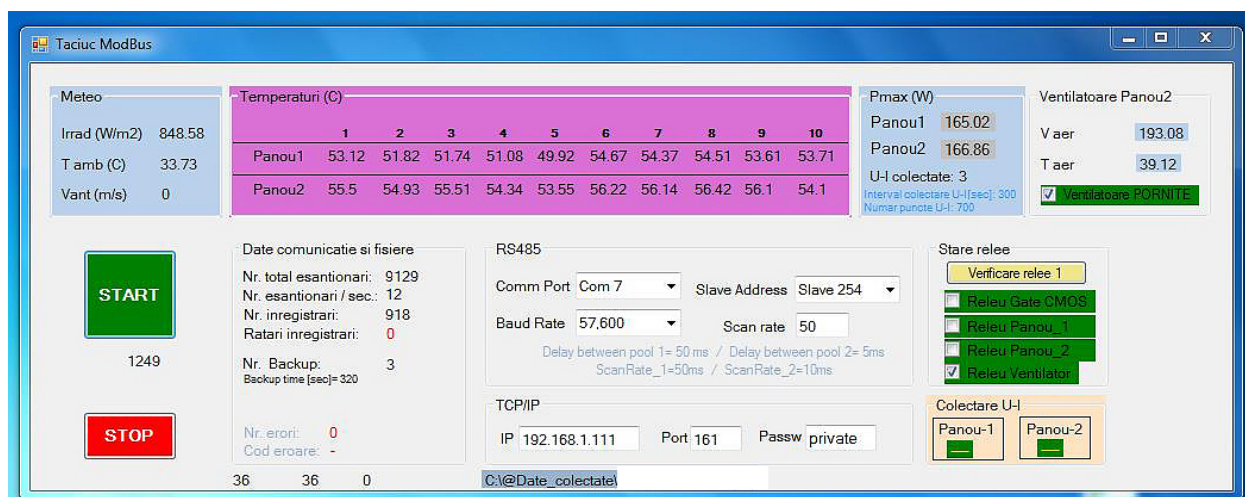 Taciuc ModBus
Meteo
Irrad (W/m2) 848.58
T amb (C) 33.73
Vant (m/s) 0
Temperaturi (C)
1 2 3 4 5 6 7 8 9 10
Panou1 53.12 51.82 51.74 51.08 49.92 54.67 54.37 54.51 53.61 53.71
Panou2 55.5 54.93 55.51 54.34 53.55 56.22 56.14 56.42 56.1 54.1
Pmax (W)
Panou1 165.02
Panou2 166.86
U-I colectate: 3
Interval colectare U-I[sec]: 300
Numar puncte U-I: 700
Ventilatoare Panou2
V aer 193.08
T aer 39.12
Ventilatoare PORNITE
START
1249
STOP
Date comunicatie si fisiere
Nr. total esantionari: 9129
Nr. esantionari / sec.: 12
Nr. inregistrari: 918
Ratari inregistrari: 0
Nr. Backup: 3
Backup time [sec]= 320
Nr. erori: 0
Cod eroare: -
36 36 0
RS485
Comm Port Com 7 Slave Address Slave 254
Baud Rate 57,600 Scan rate 50
Delay between pool 1= 50 ms / Delay between pool 2= 5ms
ScanRate_1=50ms / ScanRate_2=10ms
TCP/IP
IP 192.168.1.111 Port 161 Passw private
C:\@Date_colectate\
Stare relee
Verificare relee 1
Releu Gate CMOS
Releu Panou_1
Releu Panou_2
Releu Ventilator
Colectare U-I
Panou-1 Panou-2